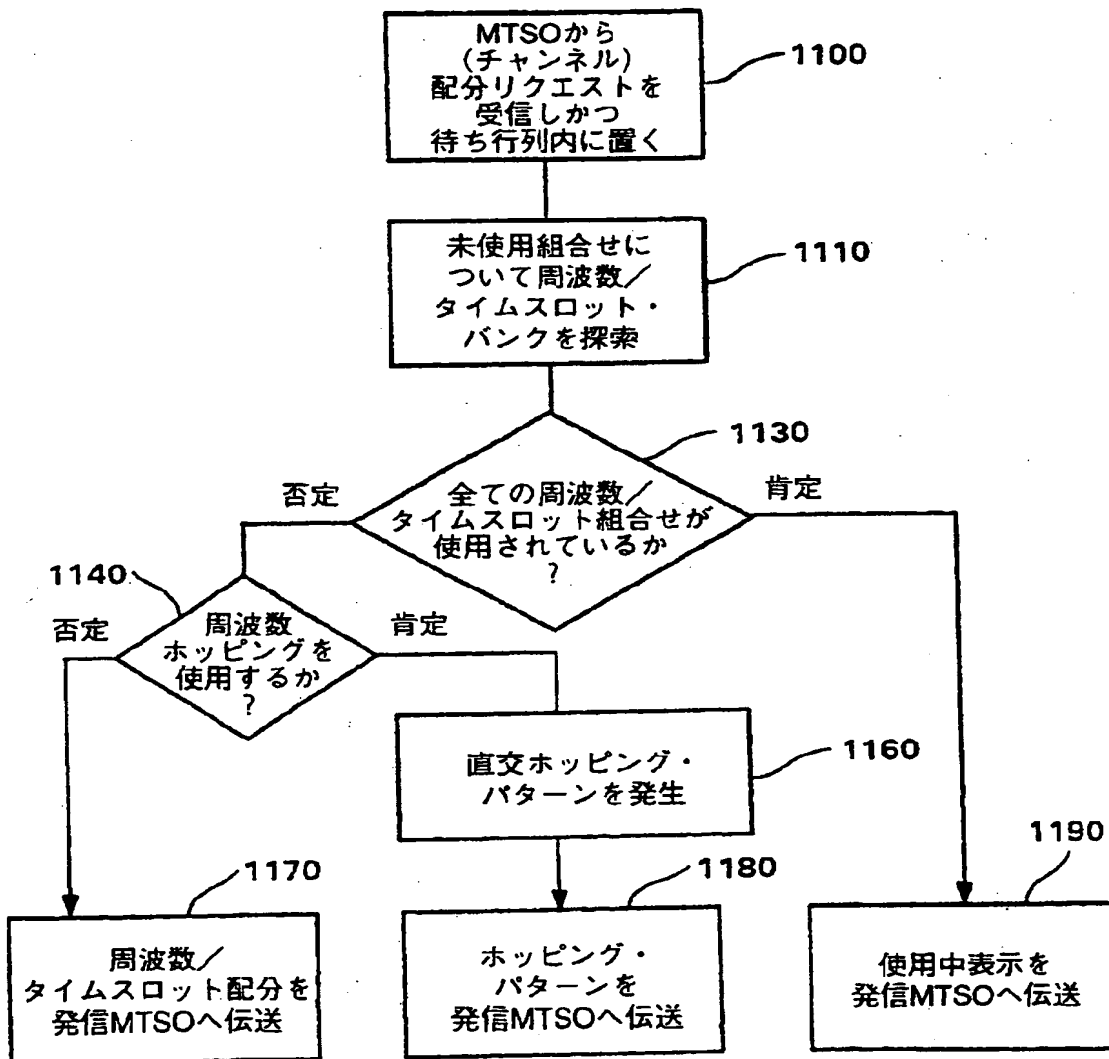 MTSOから
(チャンネル)
配分リクエストを
受信しかつ
待ち行列内に置く
1100
未使用組合せに
ついて周波数／
タイムスロット・
バンクを探索
1110
1130
否定
肯定
全ての周波数／
タイムスロット組合せが
使用されているか
?
1140
否定
肯定
周波数
ホッピングを
使用するか
?
直交ホッピング・
パターンを発生
1160
1170
1180
1190
周波数／
タイムスロット配分を
発信MTSOへ伝送
ホッピング・
パターンを
発信MTSOへ伝送
使用中表示を
発信MTSOへ伝送